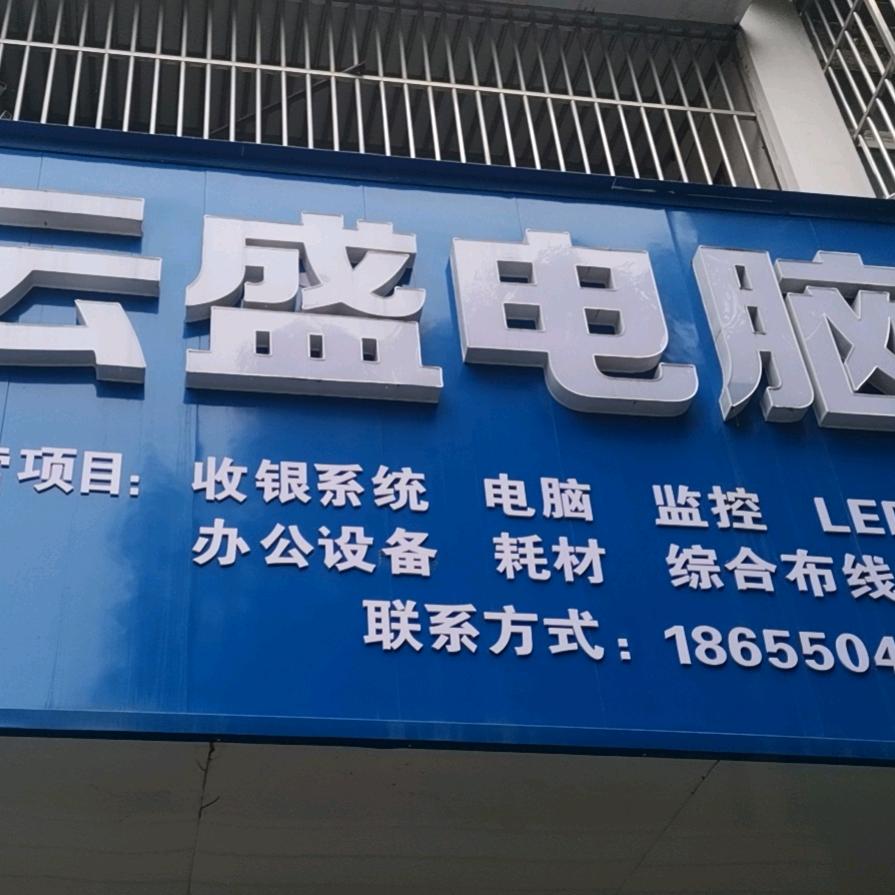 云盛电脑
项目：收银系统 电脑 监控 LED
办公设备 耗材 综合布线
联系方式：1865504